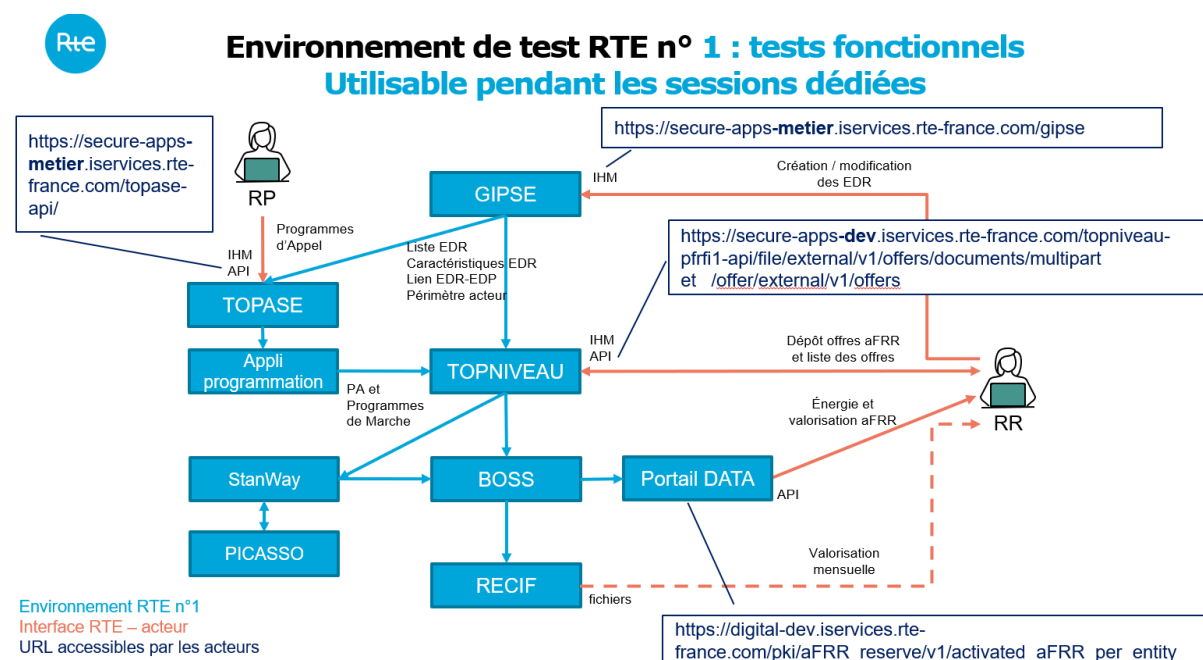 Rte
Environnement de test RTE n° 1 : tests fonctionnels
Utilisable pendant les sessions dédiées
https://secure-apps-
metier.iservices.rte-
france.com/topase-
api/
RP
https://secure-apps-metier.iservices.rte-france.com/gipse
IHM
Création / modification
des EDR
GIPSE
Programmes
d'Appel
IHM
API
Liste EDR
Caractéristiques EDR
Lien EDR-EDP
Périmètre acteur
https://secure-apps-dev.iservices.rte-france.com/topniveau-
pfrfi1-api/file/external/v1/offers/documents/multipart
et /offer/external/v1/offers
TOPASE
IHM
API
Dépôt offres aFRR
et liste des offres
Appli
programmation
TOPNIVEAU
PA et
Programmes
de Marche
Énergie et
valorisation aFRR
RR
StanWay
BOSS
Portail DATA
API
PICASSO
Valorisation
mensuelle
RECIF
fichiers
Environnement RTE n°1
Interface RTE – acteur
URL accessibles par les acteurs
https://digital-dev.iservices.rte-
france.com/pki/aFRR_reserve/v1/activated_aFRR_per_entity